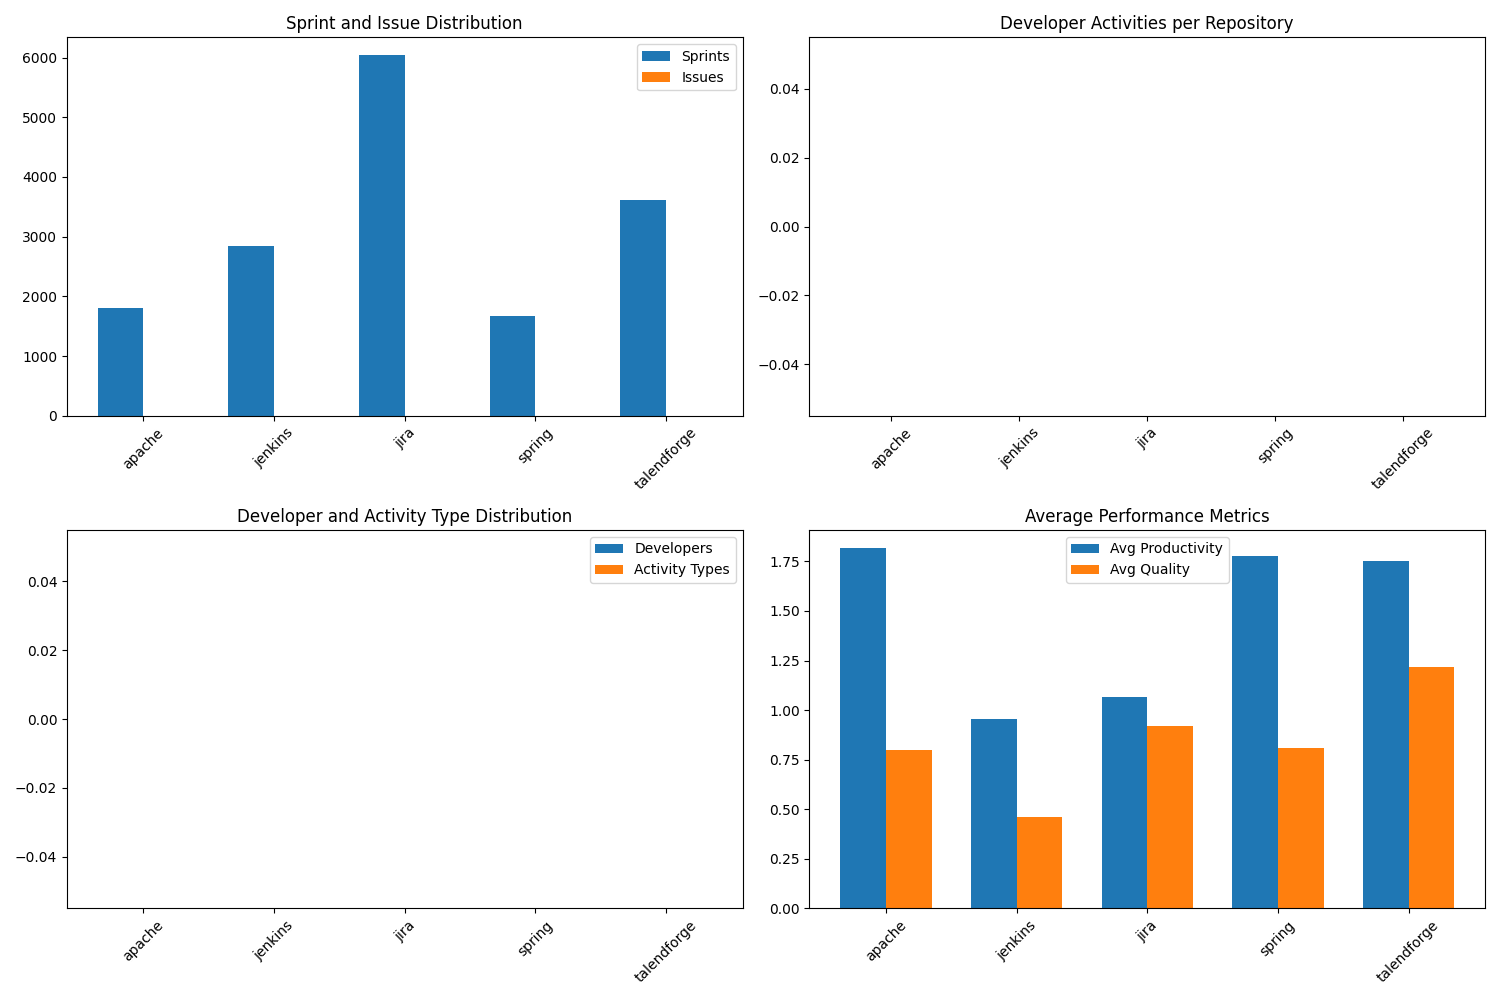 Sprint and Issue Distribution
6000
5000
4000
3000
2000
1000
0
Sprints
Issues
apache
jenkins
jira
spring
talendforge
Developer Activities per Repository
0.04
0.02
0.00
−0.02
−0.04
apache
jenkins
jira
spring
talendforge
Developer and Activity Type Distribution
0.04
0.02
0.00
−0.02
−0.04
Developers
Activity Types
apache
jenkins
jira
spring
talendforge
Average Performance Metrics
1.75
1.50
1.25
1.00
0.75
0.50
0.25
0.00
Avg Productivity
Avg Quality
apache
jenkins
jira
spring
talendforge